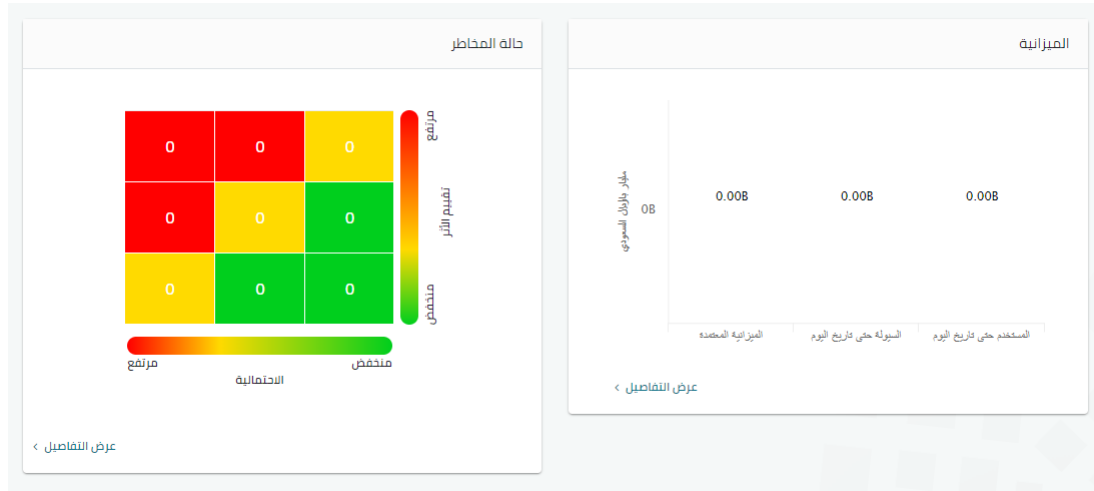 الميزانية
مليار بالريال السعودي
0B
0.00B 0.00B 0.00B
الميزانية المعتمدة السيولة حتى تاريخ اليوم المستخدم حتى تاريخ اليوم
عرض التفاصيل >
حالة المخاطر
0 0 0
0 0 0
0 0 0
مرتفع
تقييم الأثر
منخفض
منخفض مرتفع
الاحتمالية
عرض التفاصيل >